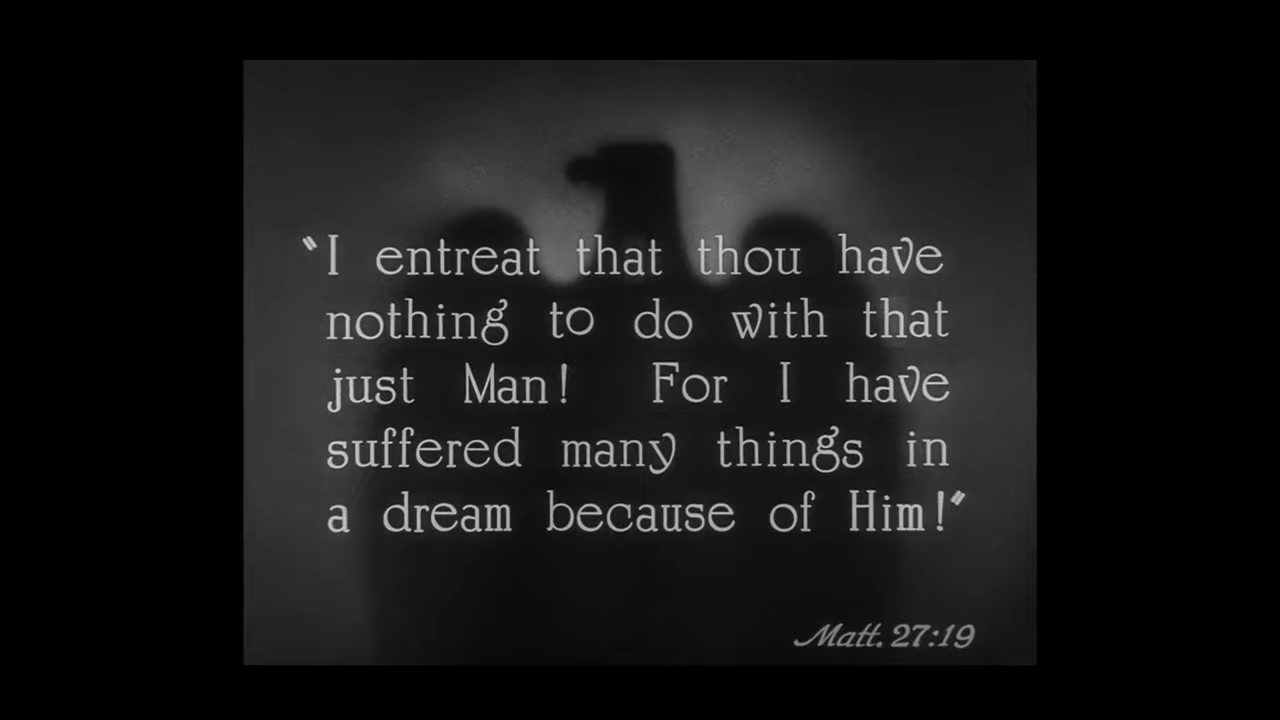 "I entreat that thou have
nothing to do with that
just Man! For I have
suffered many things in
a dream because of Him!"
Matt. 27:19